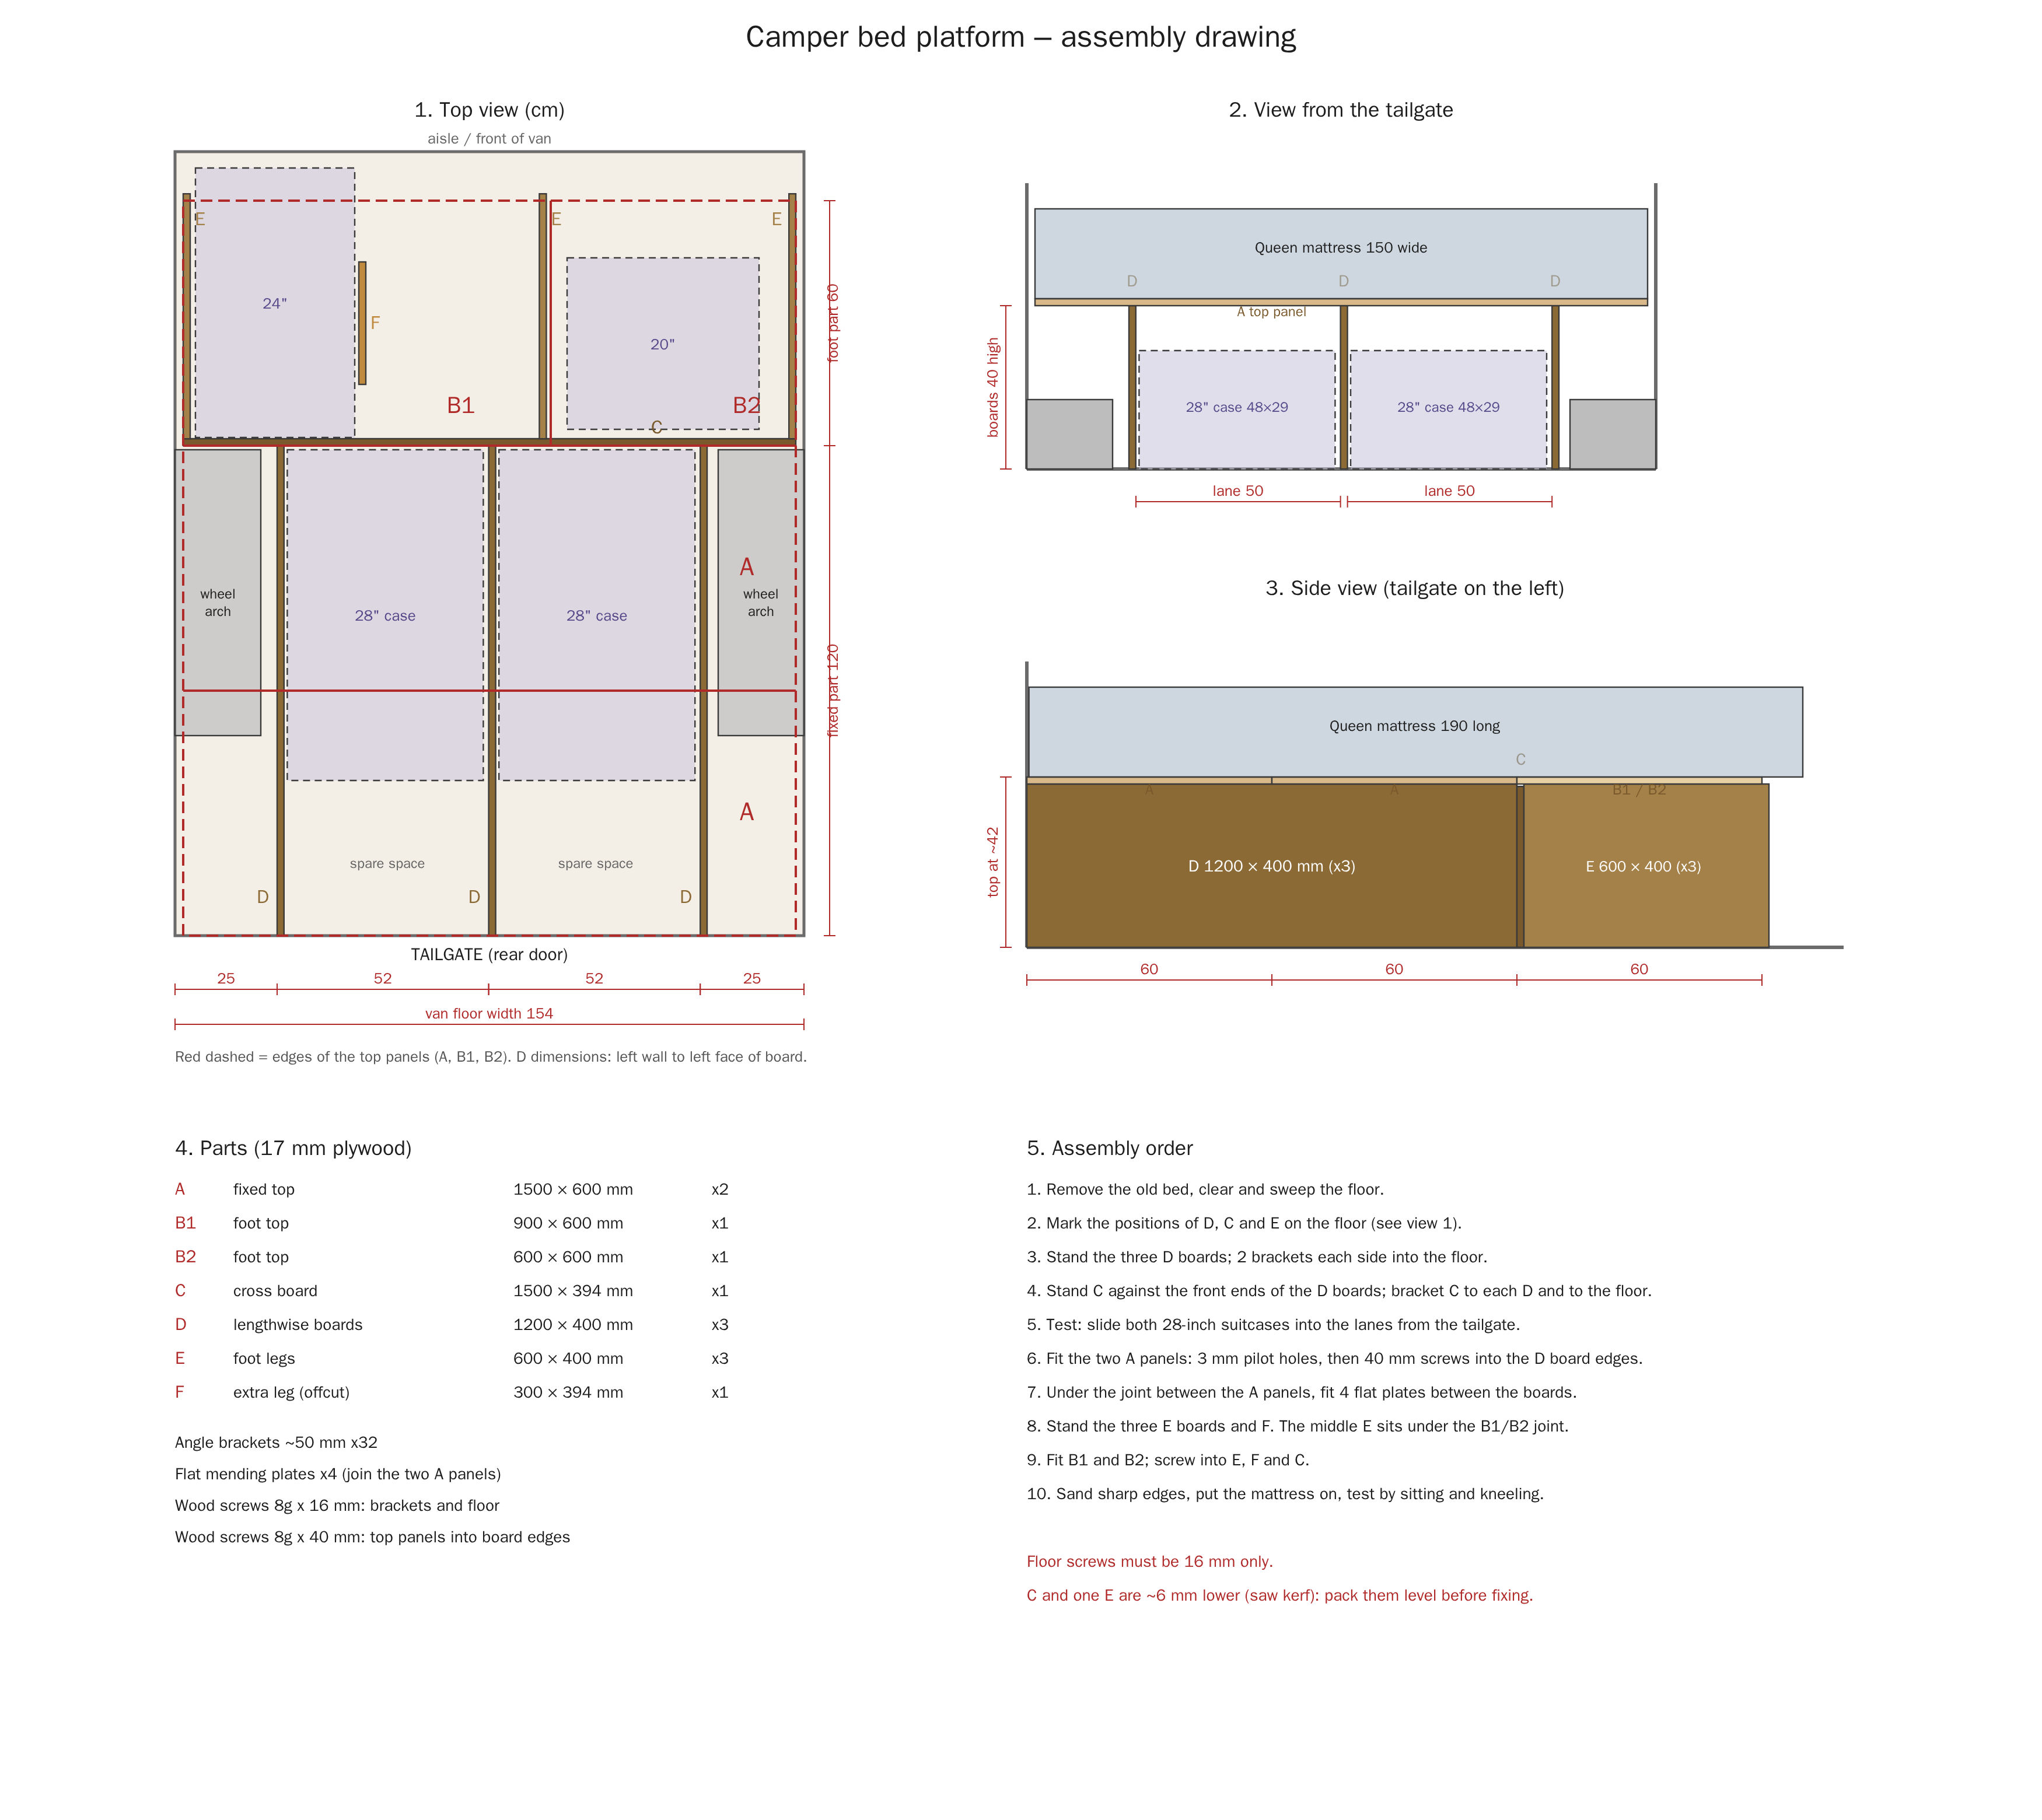 Camper bed platform – assembly drawing
1. Top view (cm)
aisle / front of van
E
E
E
24"
F
20"
B1
B2
C
foot part 60
wheel
arch
28" case
28" case
A
wheel
arch
fixed part 120
A
spare space
spare space
D
D
D
TAILGATE (rear door)
25
52
52
25
van floor width 154
Red dashed = edges of the top panels (A, B1, B2). D dimensions: left wall to left face of board.
2. View from the tailgate
Queen mattress 150 wide
D
D
D
A top panel
boards 40 high
28" case 48×29
28" case 48×29
lane 50
lane 50
3. Side view (tailgate on the left)
Queen mattress 190 long
C
A
A
B1 / B2
top at ~42
D 1200 × 400 mm (x3)
E 600 × 400 (x3)
60
60
60
4. Parts (17 mm plywood)
A fixed top 1500 × 600 mm x2
B1 foot top 900 × 600 mm x1
B2 foot top 600 × 600 mm x1
C cross board 1500 × 394 mm x1
D lengthwise boards 1200 × 400 mm x3
E foot legs 600 × 400 mm x3
F extra leg (offcut) 300 × 394 mm x1
Angle brackets ~50 mm x32
Flat mending plates x4 (join the two A panels)
Wood screws 8g x 16 mm: brackets and floor
Wood screws 8g x 40 mm: top panels into board edges
5. Assembly order
1. Remove the old bed, clear and sweep the floor.
2. Mark the positions of D, C and E on the floor (see view 1).
3. Stand the three D boards; 2 brackets each side into the floor.
4. Stand C against the front ends of the D boards; bracket C to each D and to the floor.
5. Test: slide both 28-inch suitcases into the lanes from the tailgate.
6. Fit the two A panels: 3 mm pilot holes, then 40 mm screws into the D board edges.
7. Under the joint between the A panels, fit 4 flat plates between the boards.
8. Stand the three E boards and F. The middle E sits under the B1/B2 joint.
9. Fit B1 and B2; screw into E, F and C.
10. Sand sharp edges, put the mattress on, test by sitting and kneeling.
Floor screws must be 16 mm only.
C and one E are ~6 mm lower (saw kerf): pack them level before fixing.